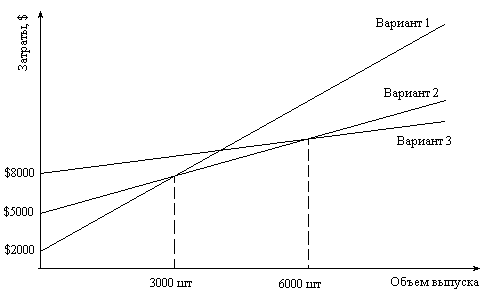 Затраты, $
Вариант 1
Вариант 2
Вариант 3
$8000
$5000
$2000
3000 шт
6000 шт
Объем выпуска